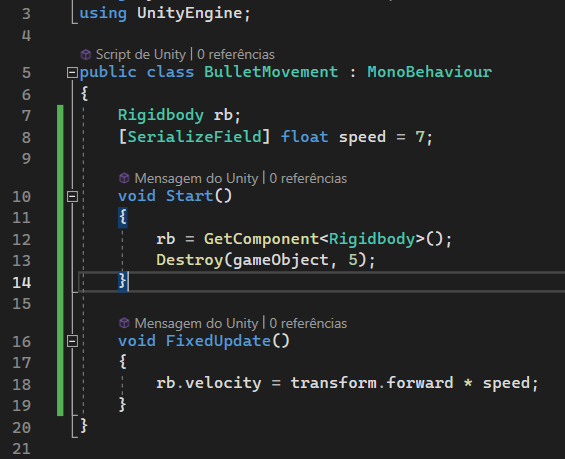 3 using UnityEngine;
4
Script de Unity | 0 referências
5 public class BulletMovement : MonoBehaviour
6 {
7 Rigidbody rb;
8 [SerializeField] float speed = 7;
9
Mensagem do Unity | 0 referências
10 void Start()
11 {
12 rb = GetComponent<Rigidbody>();
13 Destroy(gameObject, 5);
14 }
15
Mensagem do Unity | 0 referências
16 void FixedUpdate()
17 {
18 rb.velocity = transform.forward * speed;
19 }
20 }
21